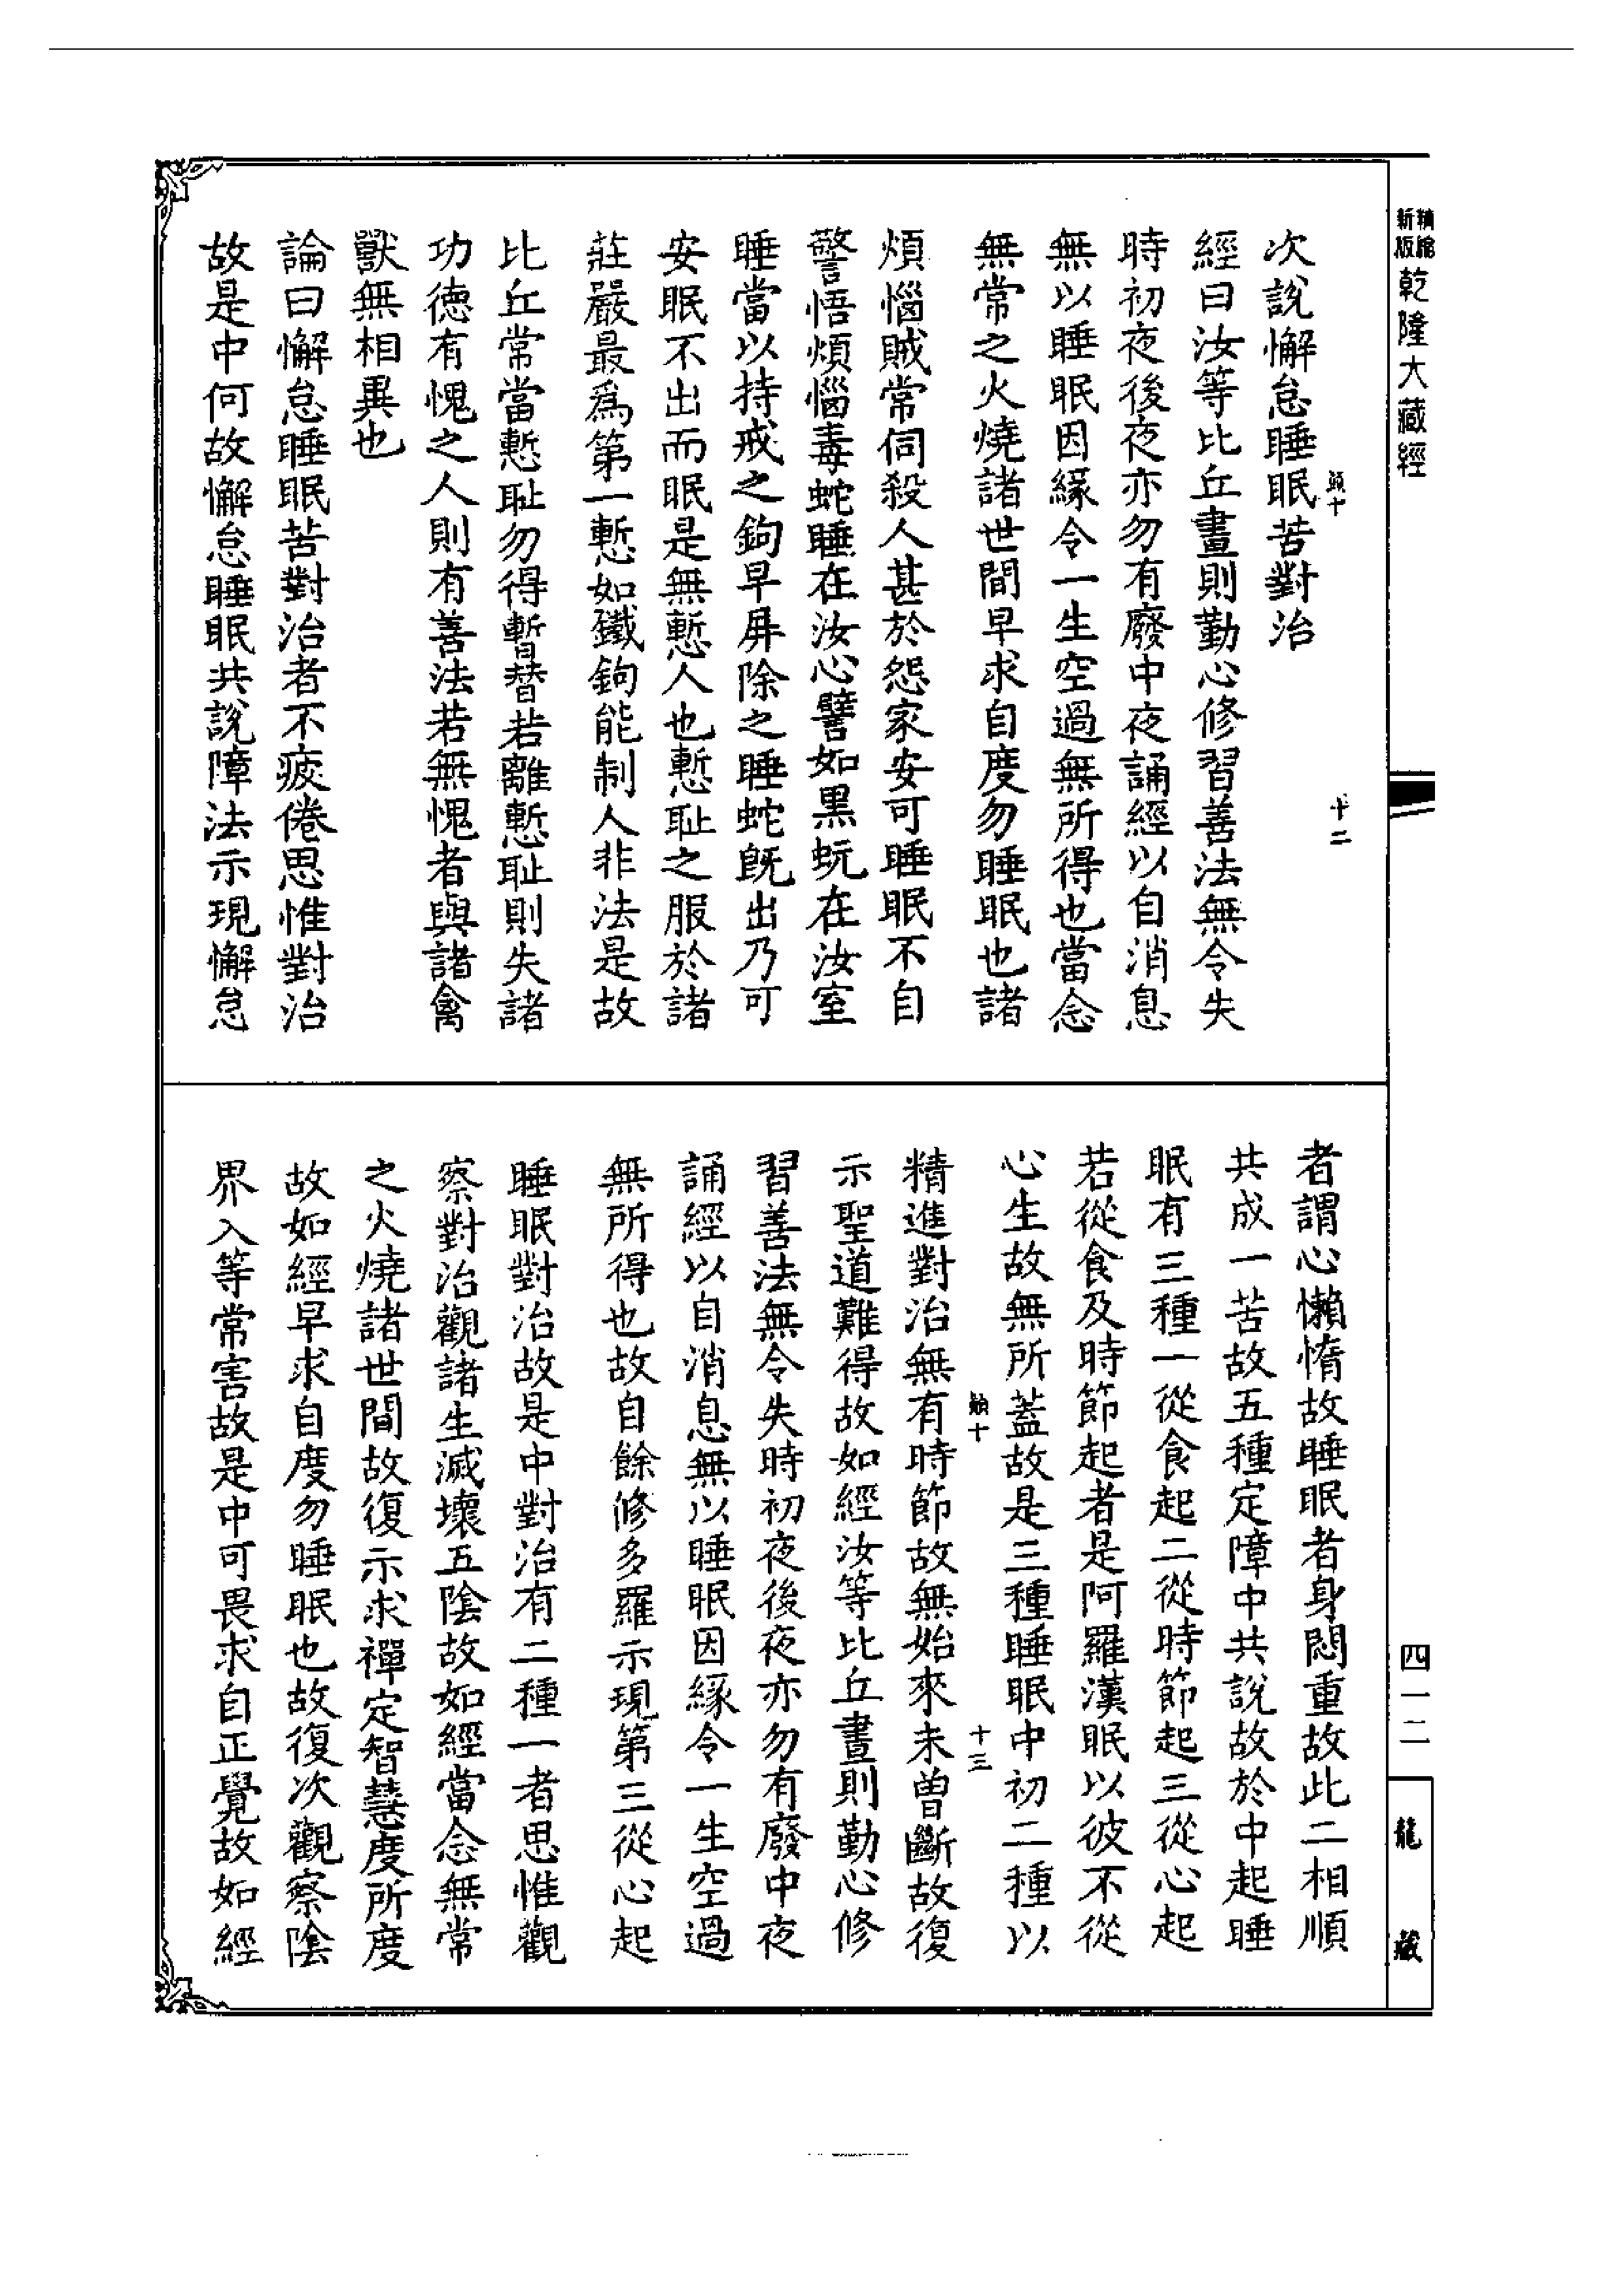 新版
精縮
乾隆大藏經
十二
次說懈怠睡眠苦對治
經曰汝等比丘晝則勤心修習善法無令失
時初夜後夜亦勿有廢中夜誦經以自消息
無以睡眠因緣令一生空過無所得也當念
無常之火燒諸世間早求自度勿睡眠也諸
煩惱賊常伺殺人甚於怨家安可睡眠不自
警悟煩惱毒蛇睡在汝心譬如黑蚖在汝室
睡當以持戒之鉤早屏除之睡蛇既出乃可
安眠不出而眠是無慙人也慙耻之服於諸
莊嚴最爲第一慙如鐵鉤能制人非法是故
比丘常當慙耻勿得暫替若離慙耻則失諸
功德有愧之人則有善法若無愧者與諸禽
獸無相異也
論曰懈怠睡眠苦對治者不疲倦思惟對治
故是中何故懈怠睡眠共說障法示現懈怠
者謂心懶惰故睡眠者身悶重故此二相順
共成一苦故五種定障中共說故於中起睡
眠有三種一從食起二從時節起三從心起
若從食及時節起者是阿羅漢眠以彼不從
心生故無所蓋故是三種睡眠中初二種以
十三
精進對治無有時節故無始來未曾斷故復
示聖道難得故如經汝等比丘晝則勤心修
習善法無令失時初夜後夜亦勿有廢中夜
誦經以自消息無以睡眠因緣令一生空過
無所得也故自餘修多羅示現第三從心起
睡眠對治故是中對治有二種一者思惟觀
察對治觀諸生滅壞五陰故如經當念無常
之火燒諸世間故復示求禪定智慧度所度
故如經早求自度勿睡眠也故復次觀察陰
界入等常害故是中可畏求自正覺故如經
四一二
龍藏